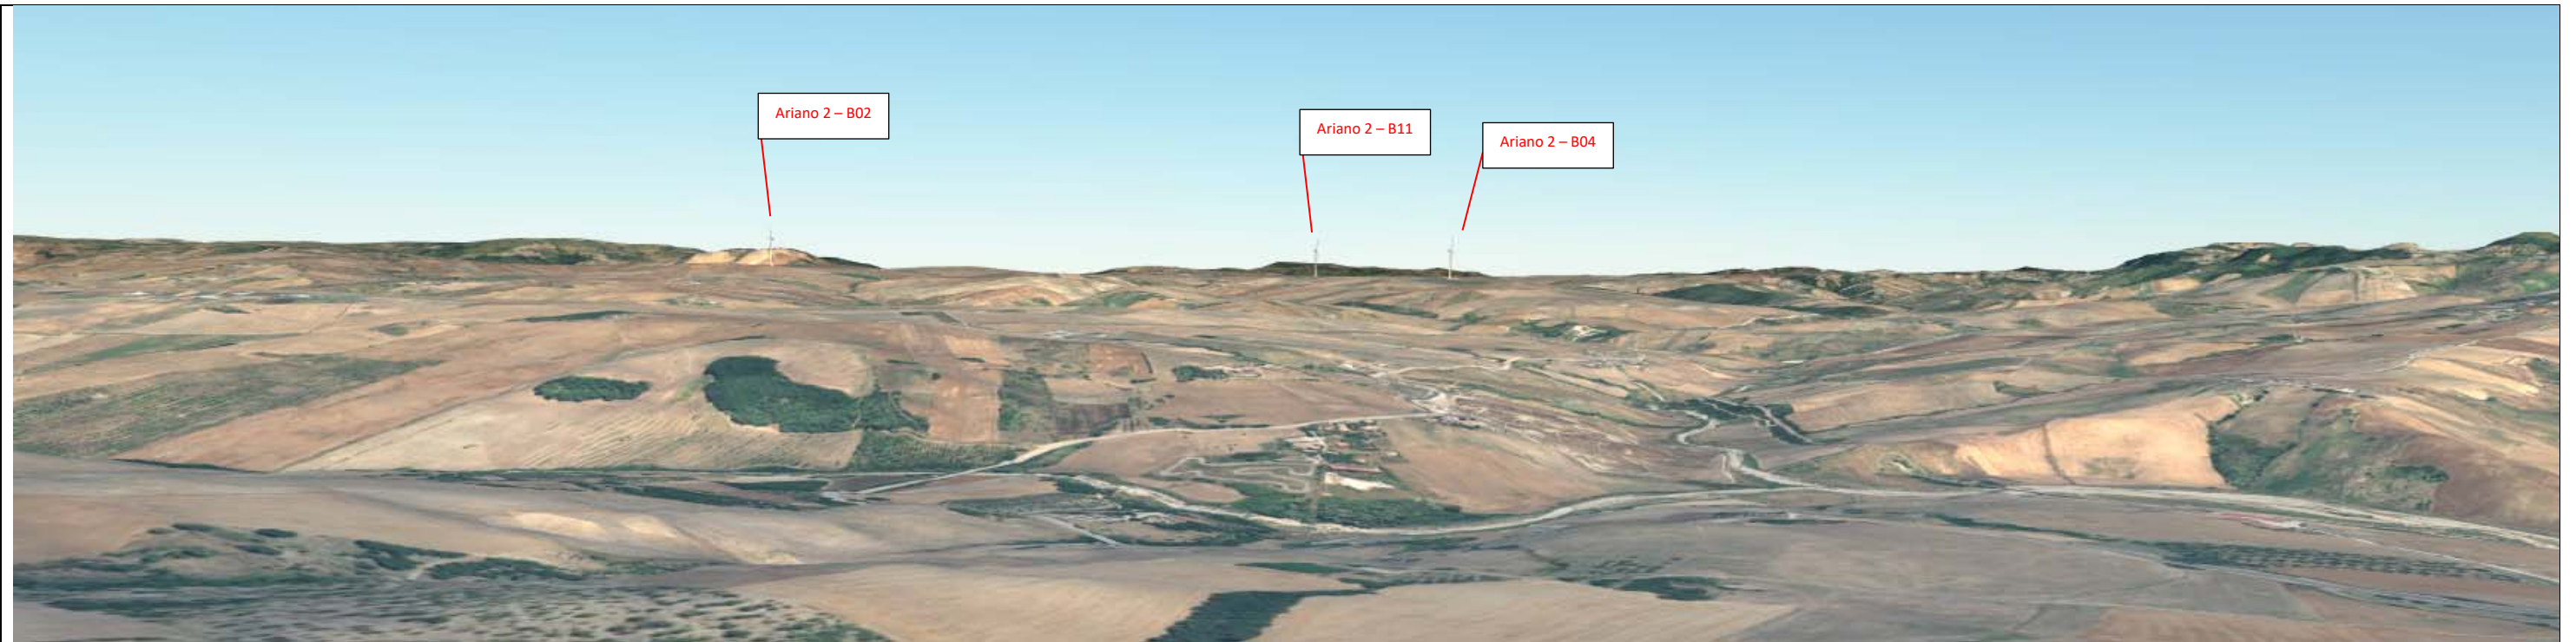 Ariano 2 – B02
Ariano 2 – B11
Ariano 2 – B04